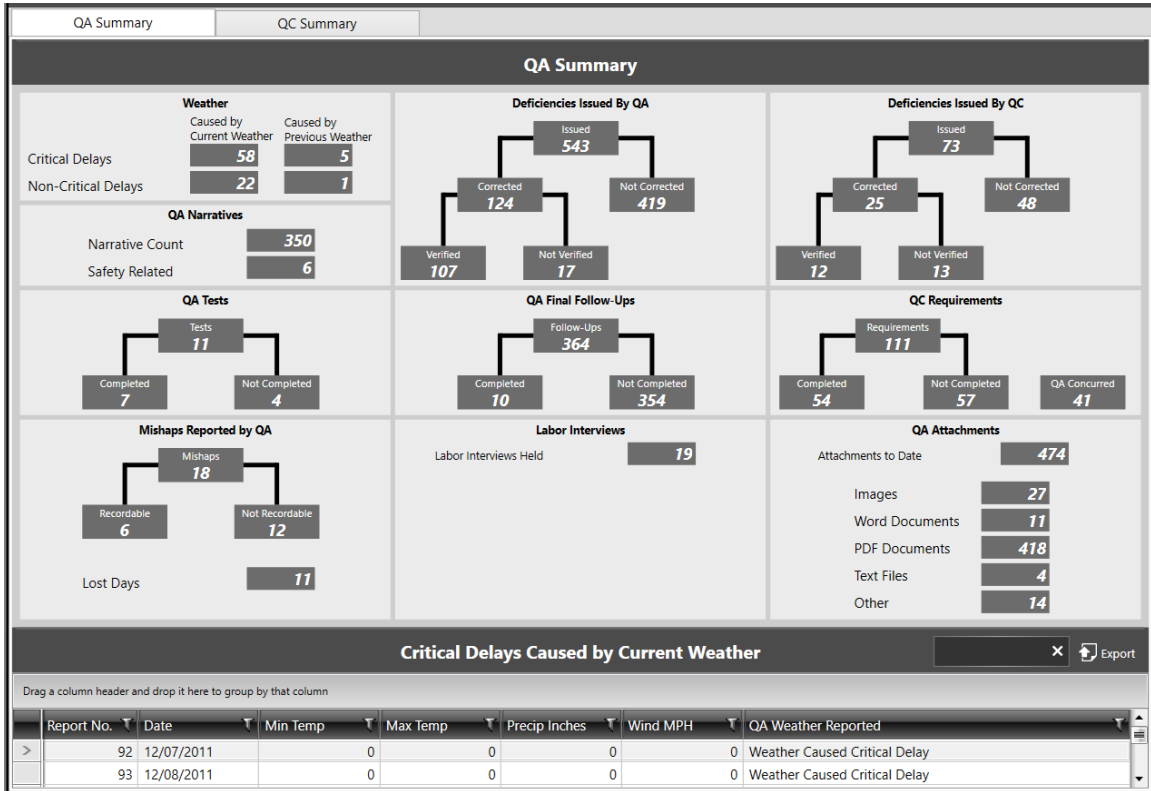 QA Summary
QC Summary
QA Summary
Weather
Caused by Current Weather
Caused by Previous Weather
Critical Delays 58 5
Non-Critical Delays 22 1
QA Narratives
Narrative Count 350
Safety Related 6
Deficiencies Issued By QA
Issued
543
Corrected
124
Not Corrected
419
Verified
107
Not Verified
17
Deficiencies Issued By QC
Issued
73
Corrected
25
Not Corrected
48
Verified
12
Not Verified
13
QA Tests
Tests
11
Completed
7
Not Completed
4
QA Final Follow-Ups
Follow-Ups
364
Completed
10
Not Completed
354
QC Requirements
Requirements
111
Completed
54
Not Completed
57
QA Concurred
41
Mishaps Reported by QA
Mishaps
18
Recordable
6
Not Recordable
12
Lost Days 11
Labor Interviews
Labor Interviews Held 19
QA Attachments
Attachments to Date 474
Images 27
Word Documents 11
PDF Documents 418
Text Files 4
Other 14
Critical Delays Caused by Current Weather
Export
Drag a column header and drop it here to group by that column
Report No. Date Min Temp Max Temp Precip Inches Wind MPH QA Weather Reported
92 12/07/2011 0 0 0 0 Weather Caused Critical Delay
93 12/08/2011 0 0 0 0 Weather Caused Critical Delay